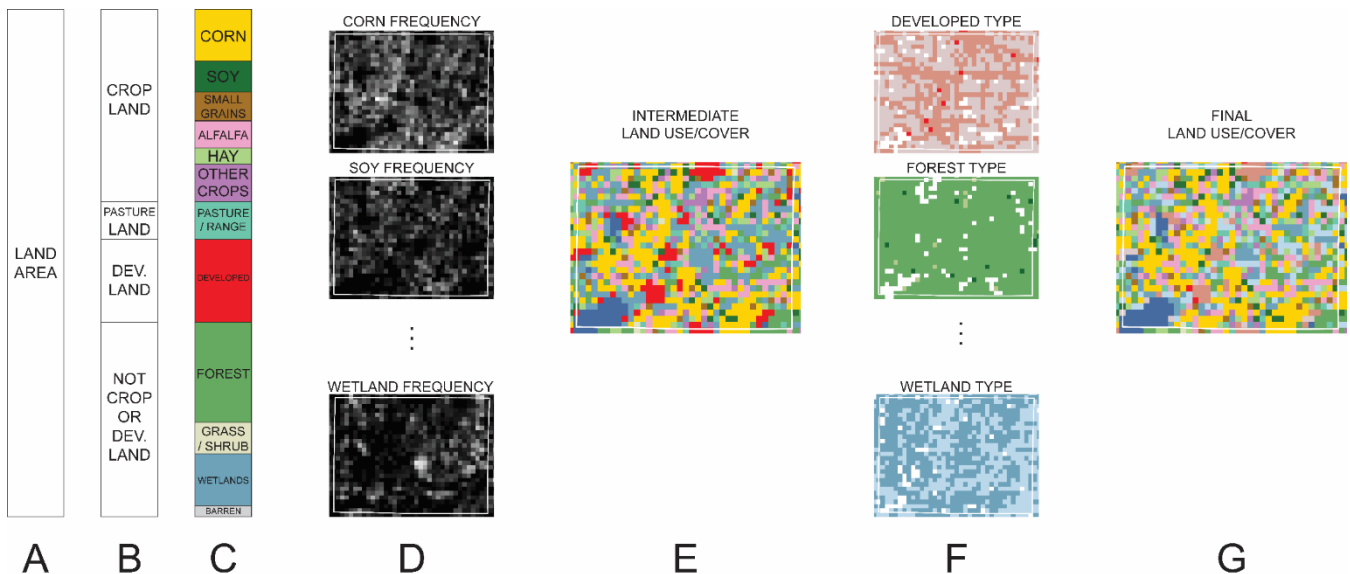 LAND
AREA
CROP
LAND
PASTURE
LAND
DEV.
LAND
NOT
CROP
OR
DEV.
LAND
CORN
SOY
SMALL
GRAINS
ALFALFA
HAY
OTHER
CROPS
PASTURE
/ RANGE
DEVELOPED
FOREST
GRASS
/ SHRUB
WETLANDS
BARREN
CORN FREQUENCY
SOY FREQUENCY
⋮
WETLAND FREQUENCY
INTERMEDIATE
LAND USE/COVER
DEVELOPED TYPE
FOREST TYPE
⋮
WETLAND TYPE
FINAL
LAND USE/COVER
A B C D E F G